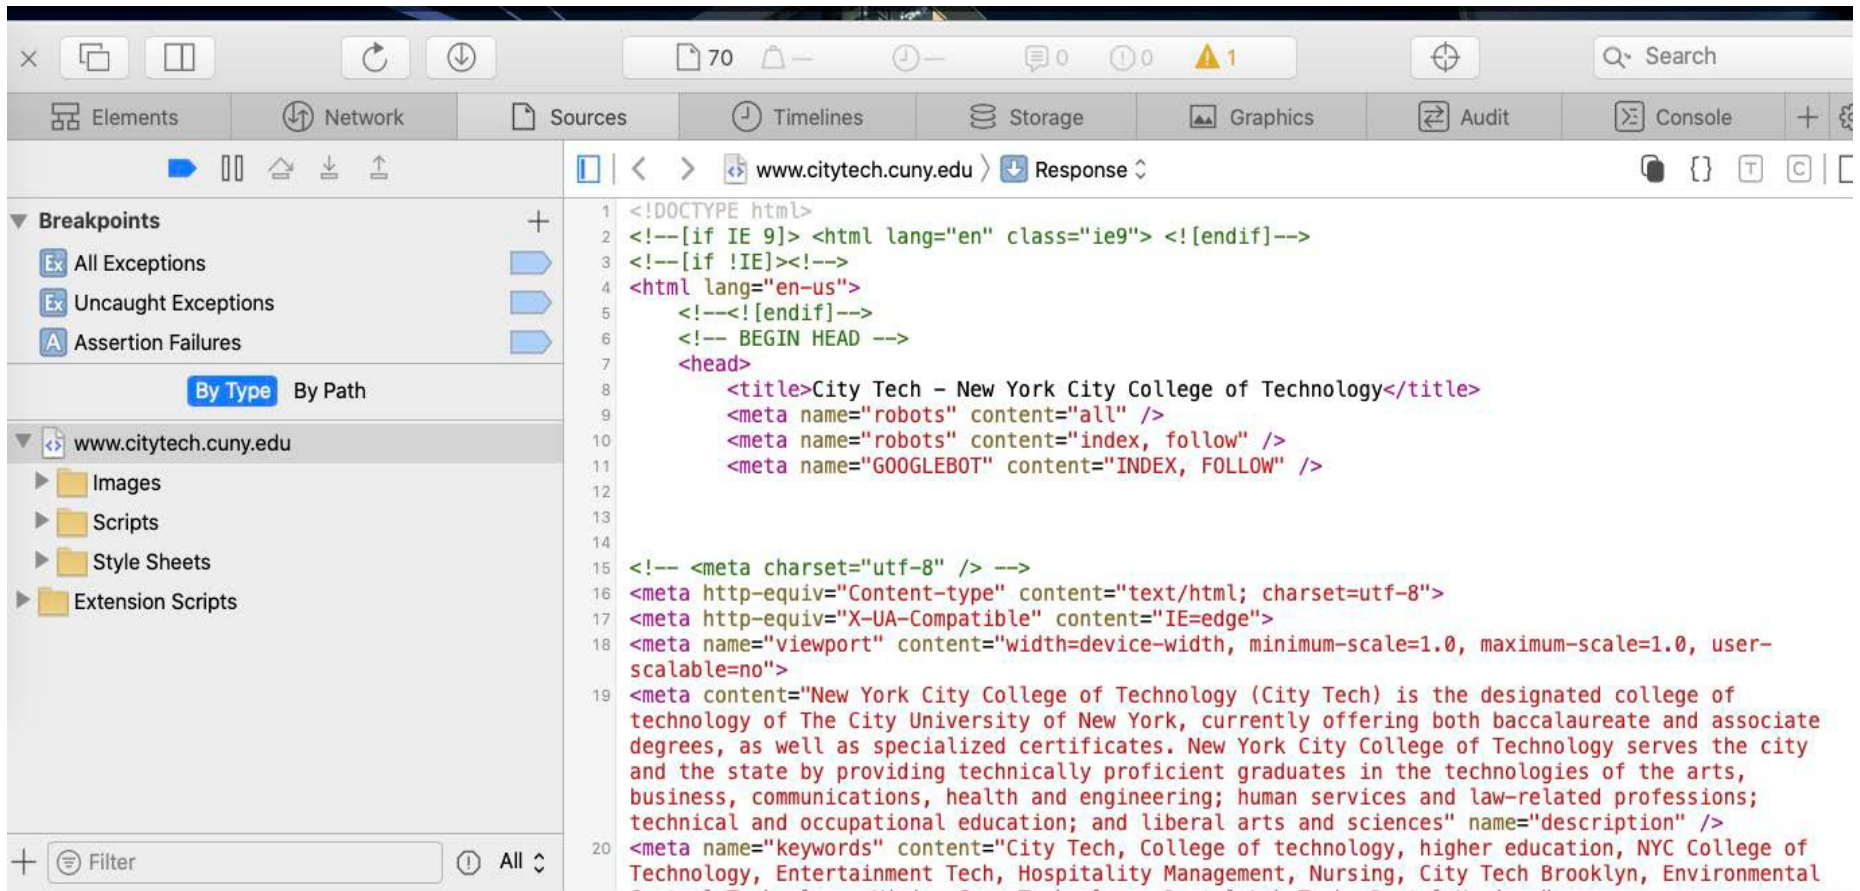 70 — — 0 0 1 Search
Elements Network Sources Timelines Storage Graphics Audit Console
www.citytech.cuny.edu Response {} T C
Breakpoints
Ex All Exceptions
Ex Uncaught Exceptions
A Assertion Failures
By Type By Path
www.citytech.cuny.edu
Images
Scripts
Style Sheets
Extension Scripts
Filter All
1 <!DOCTYPE html>
2 <!--[if IE 9]> <html lang="en" class="ie9"> <![endif]-->
3 <!--[if !IE]><!-->
4 <html lang="en-us">
5 <!--<![endif]-->
6 <!-- BEGIN HEAD -->
7 <head>
8 <title>City Tech – New York City College of Technology</title>
9 <meta name="robots" content="all" />
10 <meta name="robots" content="index, follow" />
11 <meta name="GOOGLEBOT" content="INDEX, FOLLOW" />
12
13
14
15 <!-- <meta charset="utf-8" /> -->
16 <meta http-equiv="Content-type" content="text/html; charset=utf-8">
17 <meta http-equiv="X-UA-Compatible" content="IE=edge">
18 <meta name="viewport" content="width=device-width, minimum-scale=1.0, maximum-scale=1.0, user-
scalable=no">
19 <meta content="New York City College of Technology (City Tech) is the designated college of
technology of The City University of New York, currently offering both baccalaureate and associate
degrees, as well as specialized certificates. New York City College of Technology serves the city
and the state by providing technically proficient graduates in the technologies of the arts,
business, communications, health and engineering; human services and law-related professions;
technical and occupational education; and liberal arts and sciences" name="description" />
20 <meta name="keywords" content="City Tech, College of technology, higher education, NYC College of
Technology, Entertainment Tech, Hospitality Management, Nursing, City Tech Brooklyn, Environmental